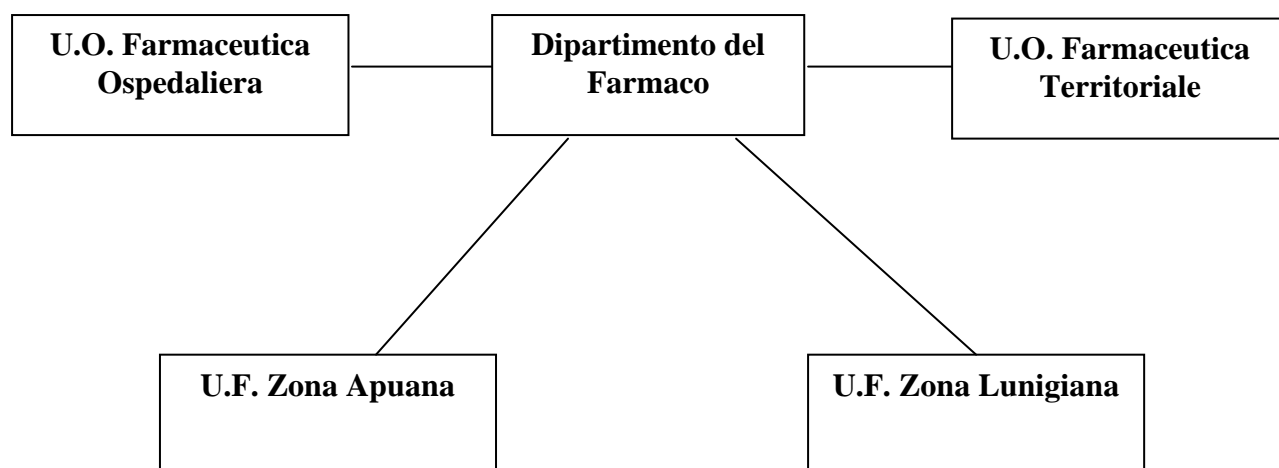 U.O. Farmaceutica
Ospedaliera
Dipartimento del
Farmaco
U.O. Farmaceutica
Territoriale
U.F. Zona Apuana
U.F. Zona Lunigiana